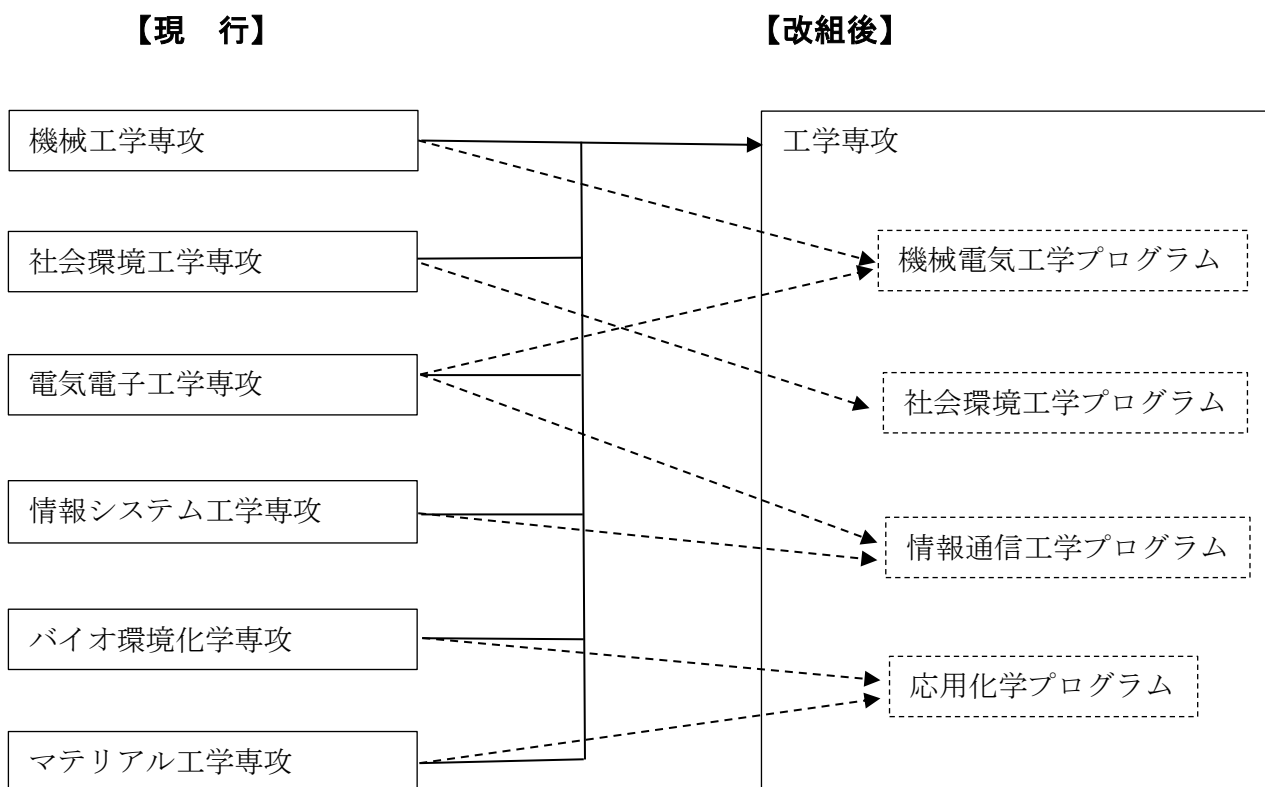 【現　行】
【改組後】
機械工学専攻
社会環境工学専攻
電気電子工学専攻
情報システム工学専攻
バイオ環境化学専攻
マテリアル工学専攻
工学専攻
機械電気工学プログラム
社会環境工学プログラム
情報通信工学プログラム
応用化学プログラム